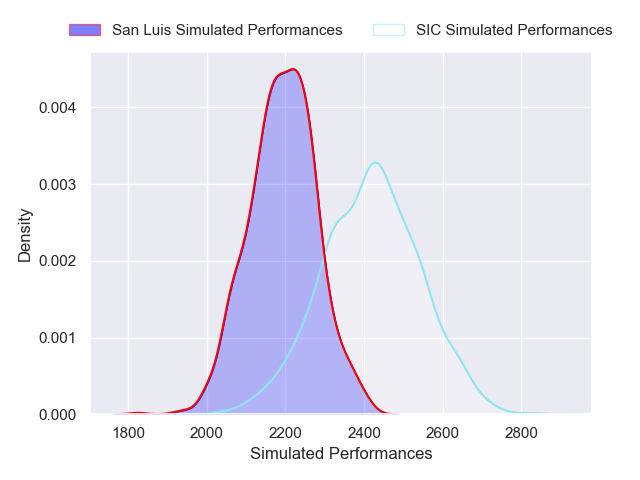 San Luis Simulated Performances SIC Simulated Performances
0.004
0.003
0.002
0.001
0.000
Density
1800 2000 2200 2400 2600 2800
Simulated Performances